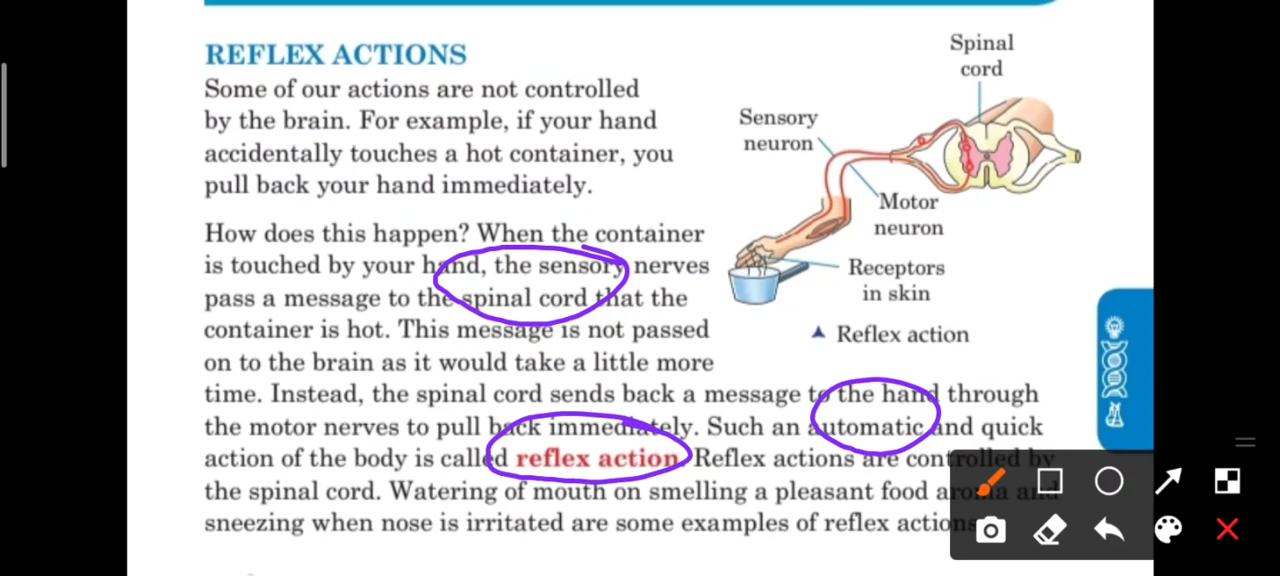 REFLEX ACTIONS
Some of our actions are not controlled
by the brain. For example, if your hand
accidentally touches a hot container, you
pull back your hand immediately.
How does this happen? When the container
is touched by your hand, the sensory nerves
pass a message to the spinal cord that the
container is hot. This message is not passed
on to the brain as it would take a little more
time. Instead, the spinal cord sends back a message to the hand through
the motor nerves to pull back immediately. Such an automatic and quick
action of the body is called reflex action. Reflex actions are controlled by
the spinal cord. Watering of mouth on smelling a pleasant food aroma and
sneezing when nose is irritated are some examples of reflex actions
Spinal
cord
Sensory
neuron
Motor
neuron
Receptors
in skin
▲ Reflex action